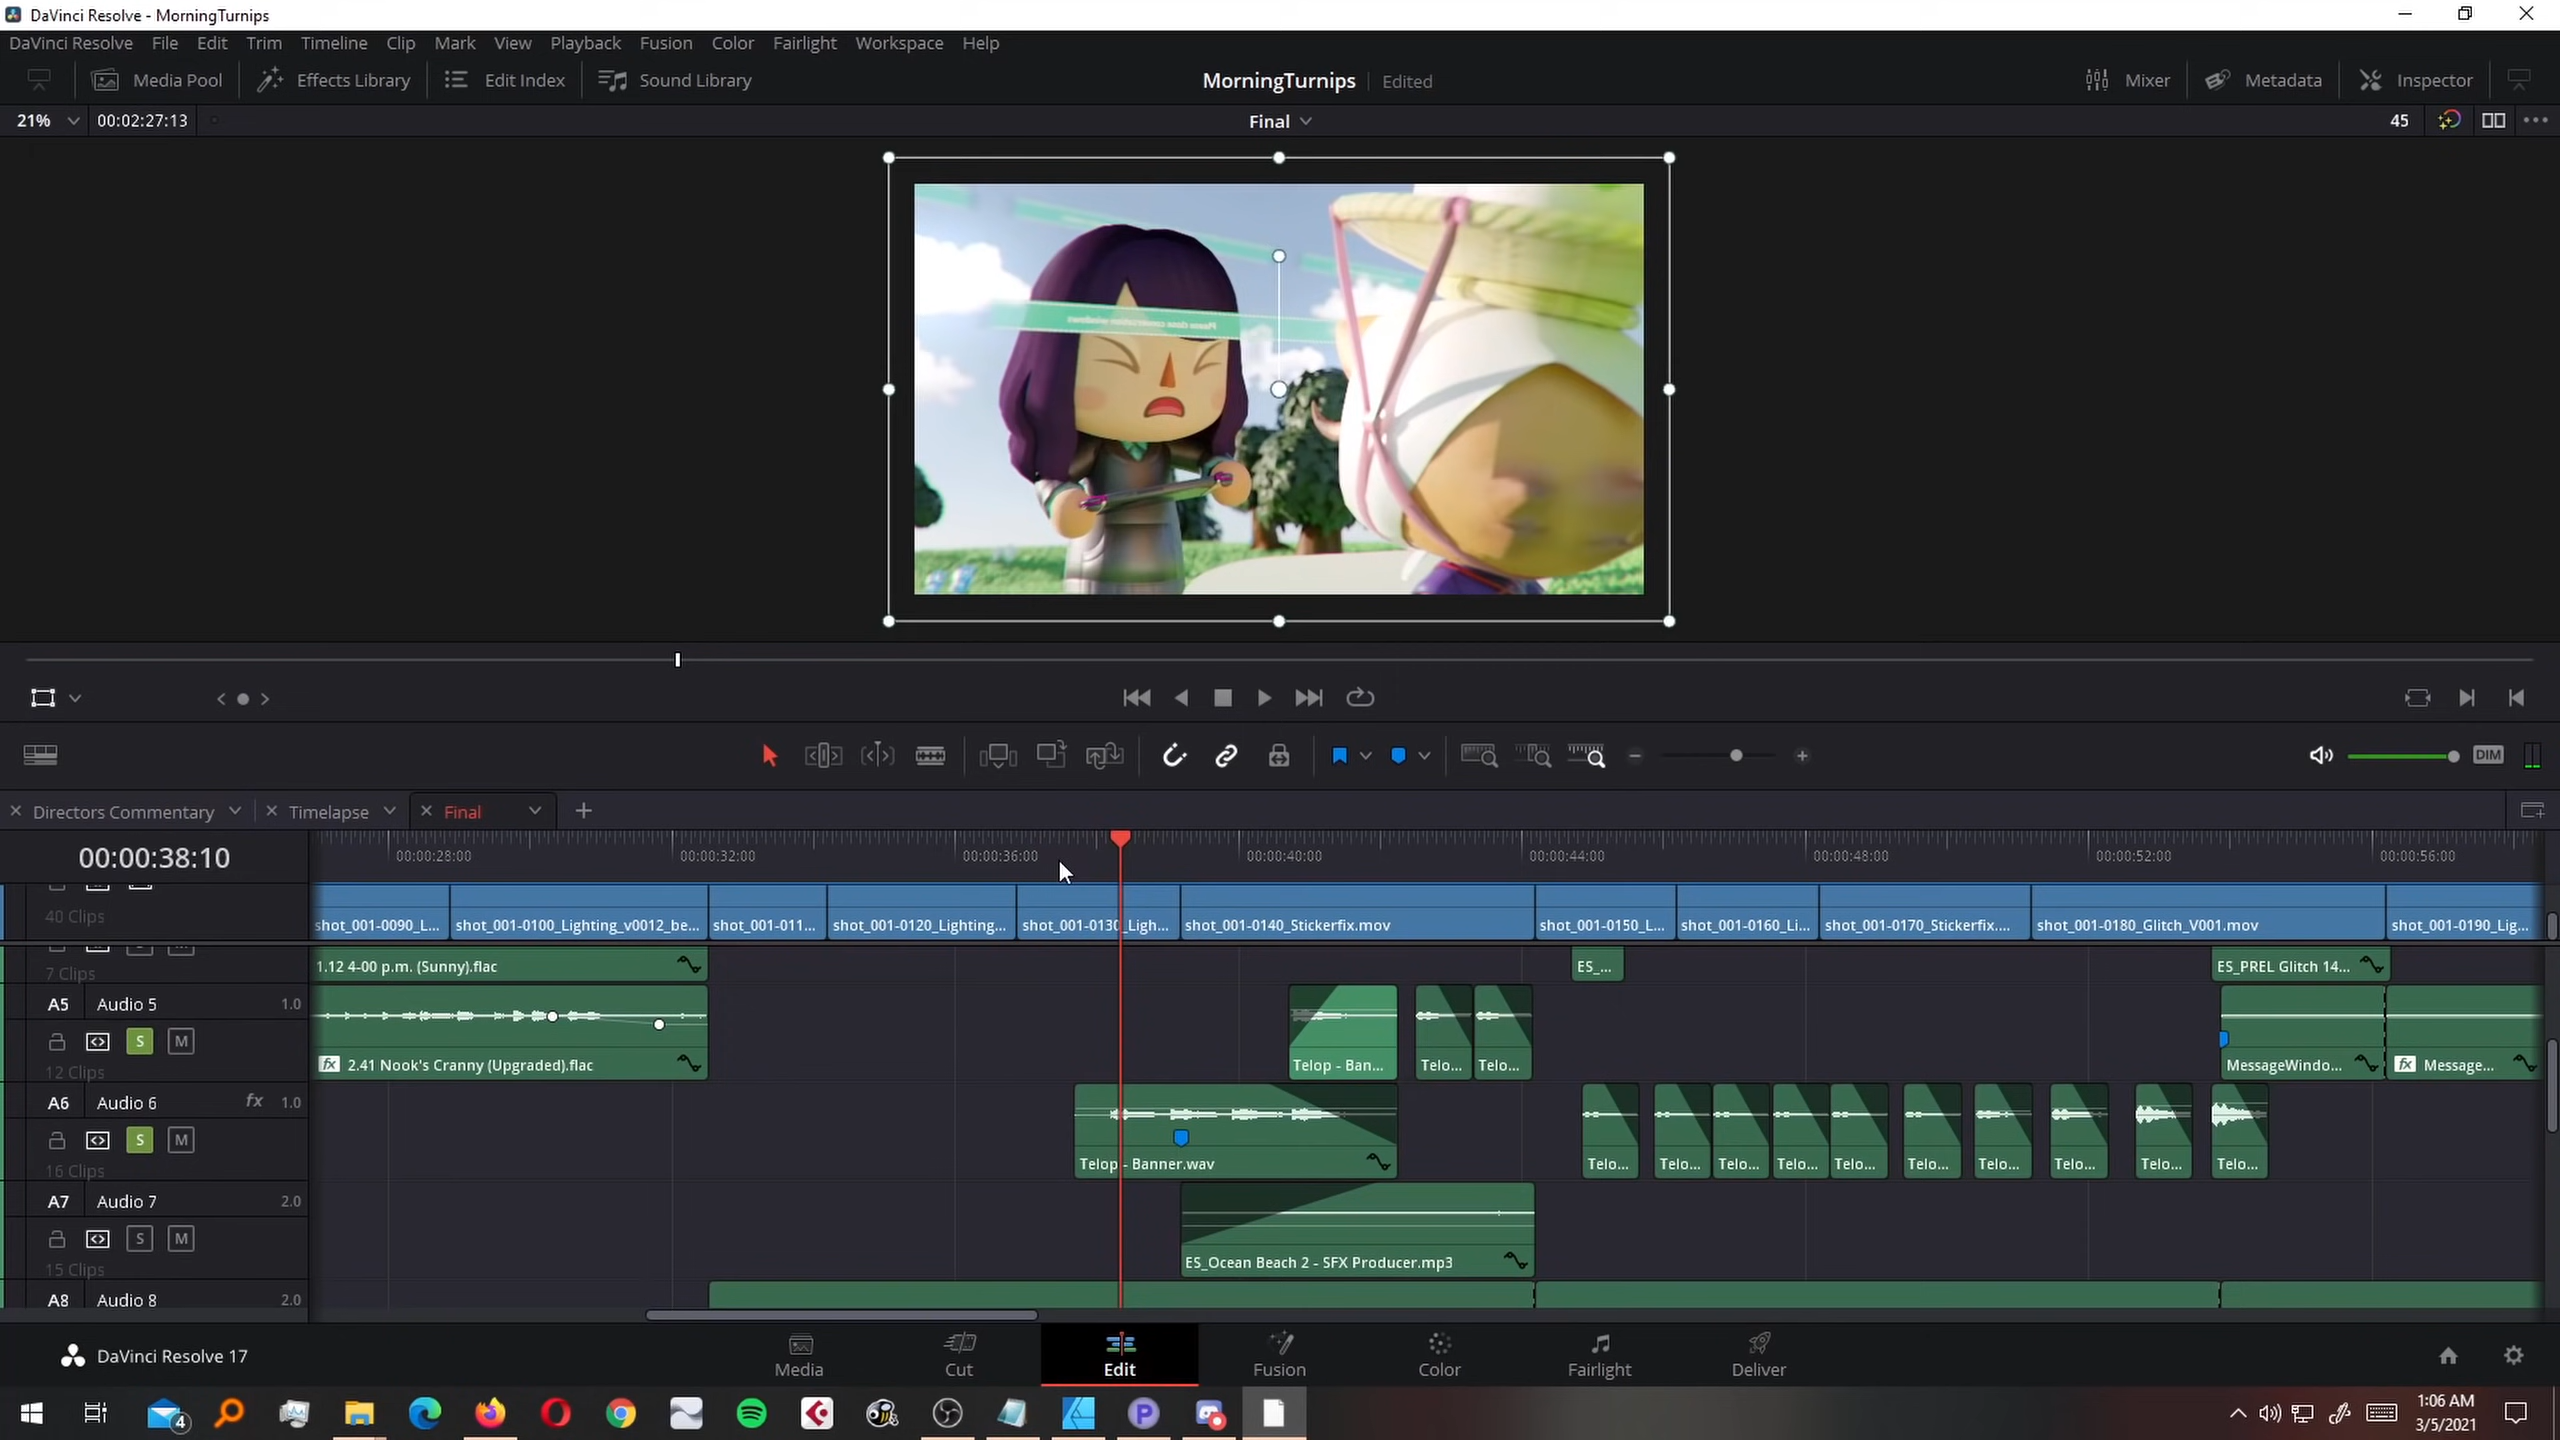 DaVinci Resolve - MorningTurnips
DaVinci Resolve File Edit Trim Timeline Clip Mark View Playback Fusion Color Fairlight Workspace Help
Media Pool Effects Library Edit Index Sound Library MorningTurnips Edited Mixer Metadata Inspector
21% 00:02:27:13 Final 45
Please close conversation windows
DIM
Directors Commentary Timelapse Final
00:00:38:10 00:00:28:00 00:00:32:00 00:00:36:00 00:00:40:00 00:00:44:00 00:00:48:00 00:00:52:00 00:00:56:00
40 Clips
shot_001-0090_L... shot_001-0100_Lighting_v0012_be... shot_001-011... shot_001-0120_Lighting... shot_001-0130_Ligh... shot_001-0140_Stickerfix.mov shot_001-0150_L... shot_001-0160_Li... shot_001-0170_Stickerfix.... shot_001-0180_Glitch_V001.mov shot_001-0190_Lig...
7 Clips 1.12 4-00 p.m. (Sunny).flac ES_... ES_PREL Glitch 14...
A5 Audio 5 1.0
S M
12 Clips fx 2.41 Nook's Cranny (Upgraded).flac Telop - Ban... Telo... Telo... MessageWindo... fx Message...
A6 Audio 6 fx 1.0
S M
16 Clips Telop - Banner.wav Telo... Telo... Telo... Telo... Telo... Telo... Telo... Telo... Telo... Telo...
A7 Audio 7 2.0
S M
15 Clips ES_Ocean Beach 2 - SFX Producer.mp3
A8 Audio 8 2.0
DaVinci Resolve 17 Media Cut Edit Fusion Color Fairlight Deliver
4 P 1:06 AM
3/5/2021